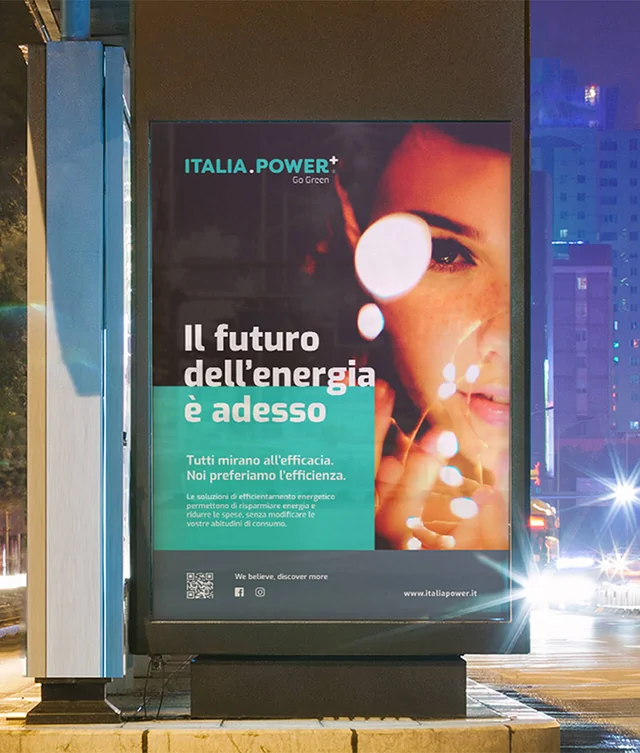 ITALIA.POWER+
Go Green
Il futuro
dell'energia
è adesso
Tutti mirano all'efficacia.
Noi preferiamo l'efficienza.
Le soluzioni di efficientamento energetico
permettono di risparmiare energia e
ridurre le spese, senza modificare le
vostre abitudini di consumo.
We believe, discover more
www.italiapower.it